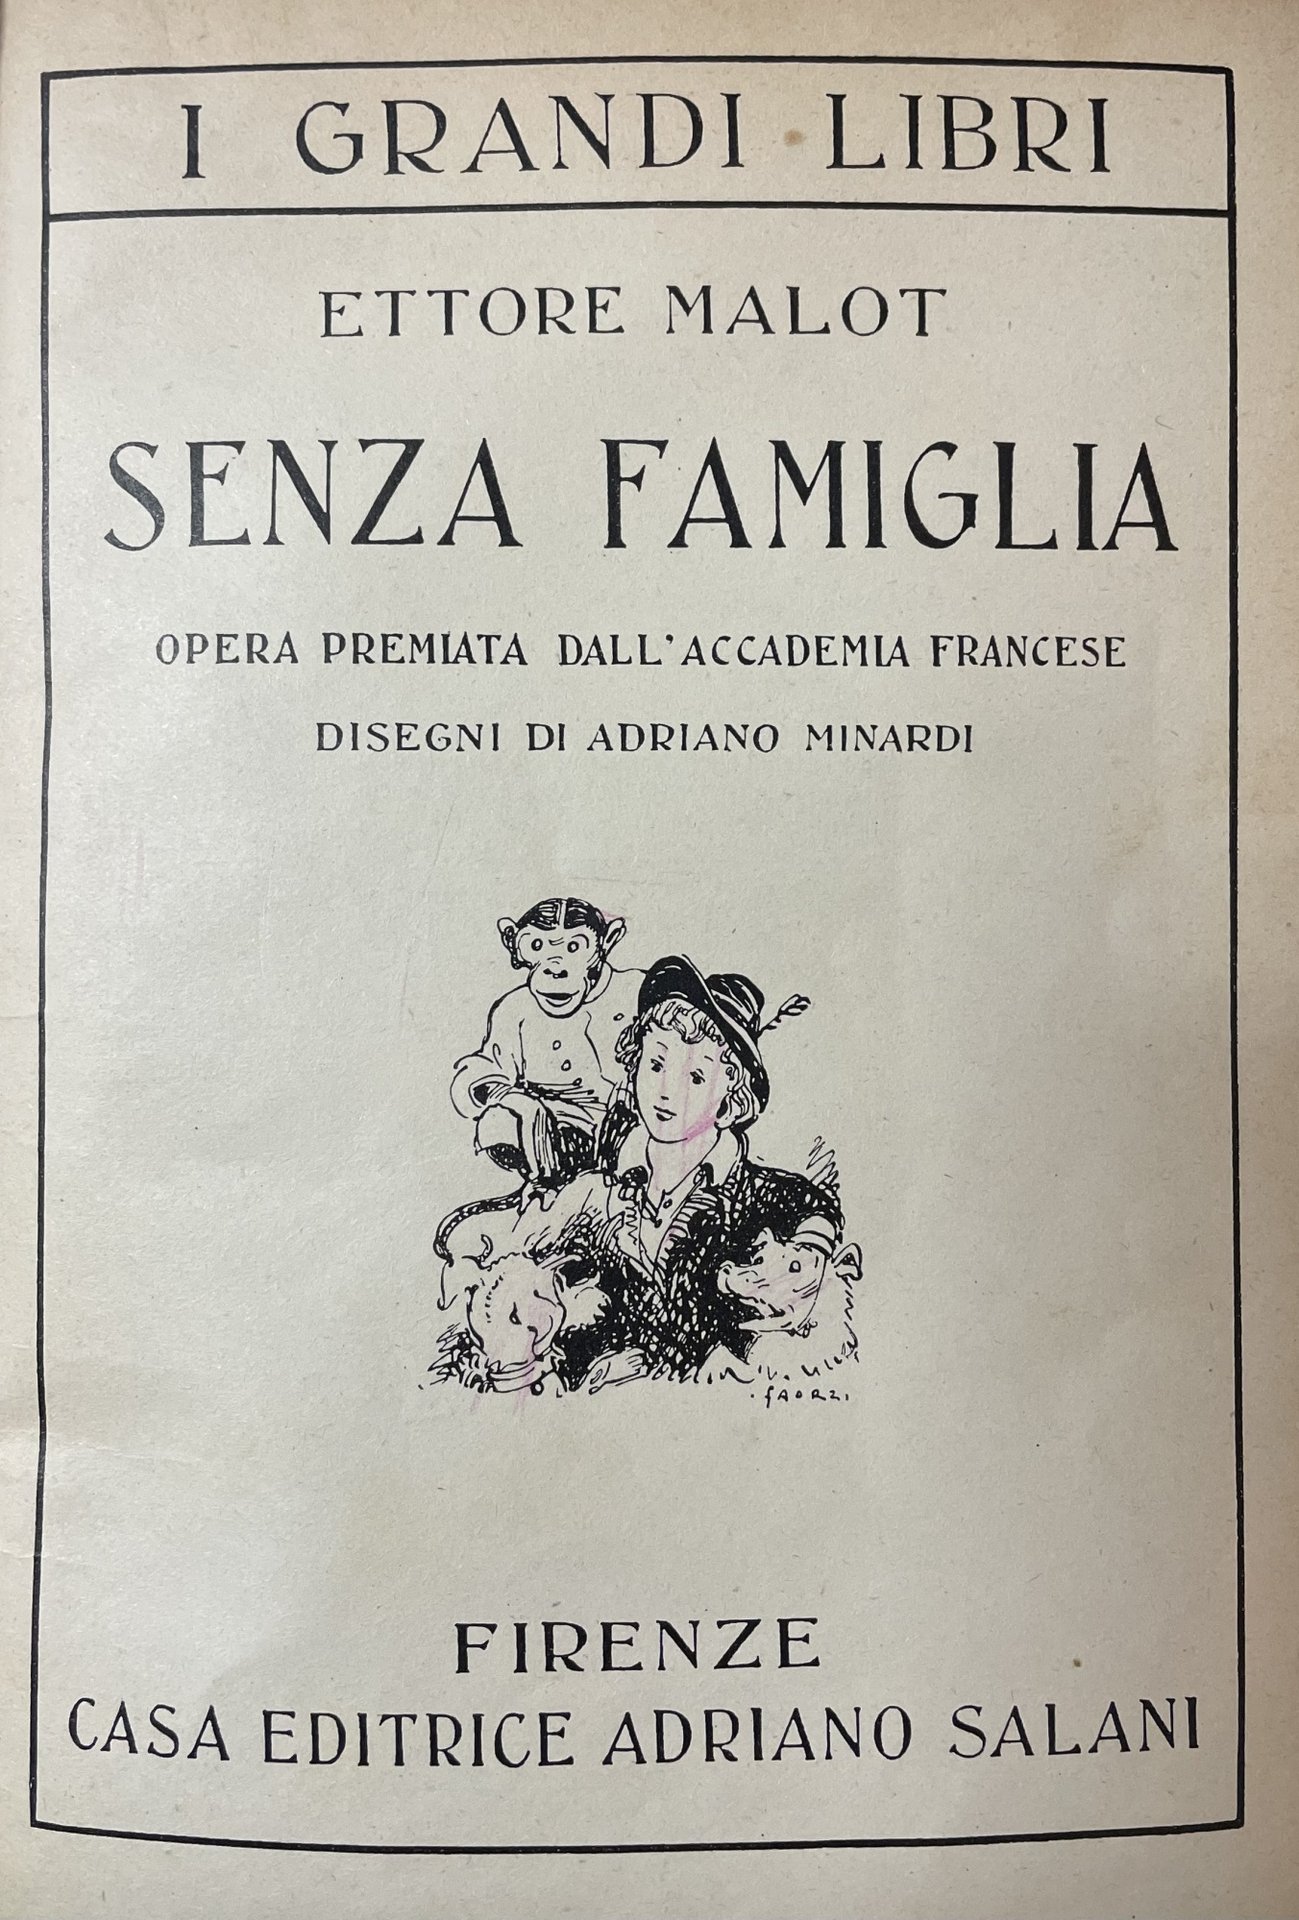 I GRANDI LIBRI
ETTORE MALOT
SENZA FAMIGLIA
OPERA PREMIATA DALL'ACCADEMIA FRANCESE
DISEGNI DI ADRIANO MINARDI
FAORZI
FIRENZE
CASA EDITRICE ADRIANO SALANI